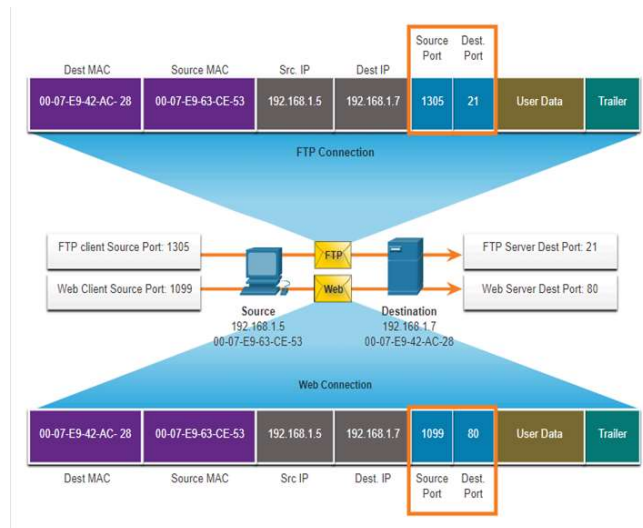 Source Dest.
Port Port
Dest MAC Source MAC Src. IP Dest IP
00-07-E9-42-AC- 28 00-07-E9-63-CE-53 192.168.1.5 192.168.1.7 1305 21 User Data Trailer
FTP Connection
FTP client Source Port: 1305 FTP FTP Server Dest Port: 21
Web Client Source Port: 1099 Web Web Server Dest Port: 80
Source Destination
192.168.1.5 192.168.1.7
00-07-E9-63-CE-53 00-07-E9-42-AC-28
Web Connection
00-07-E9-42-AC- 28 00-07-E9-63-CE-53 192.168.1.5 192.168.1.7 1099 80 User Data Trailer
Dest MAC Source MAC Src IP Dest. IP Source Dest.
Port Port